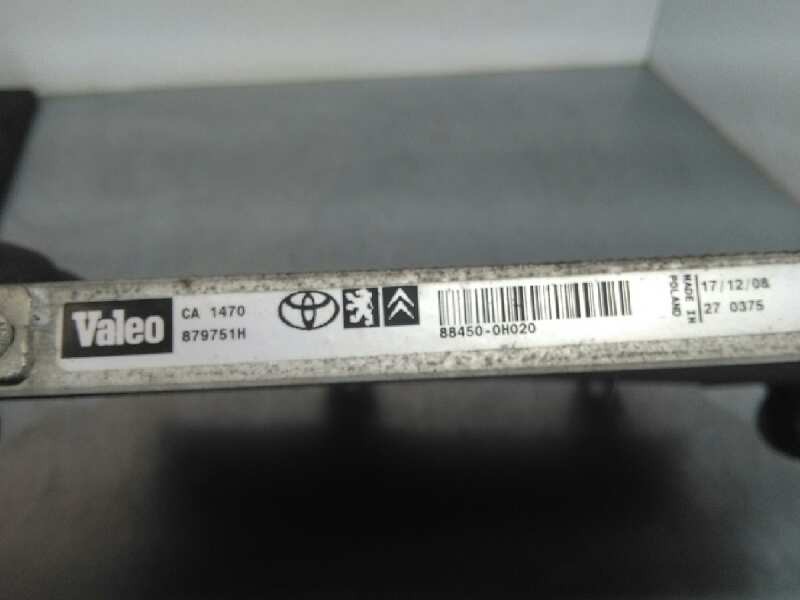 Valeo
CA 1470
879751H
88450-0H020
MADE IN
POLAND
17/12/08
27 0375